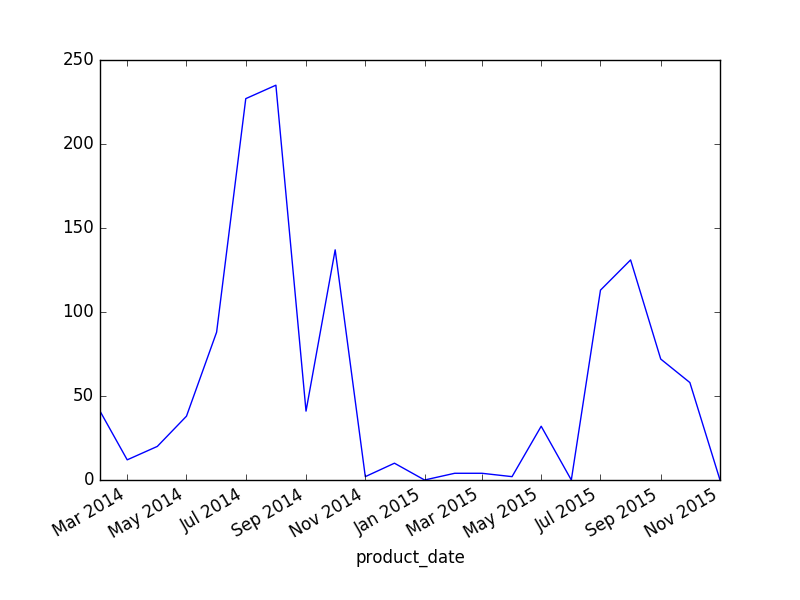 250
200
150
100
50
0
Mar 2014
May 2014
Jul 2014
Sep 2014
Nov 2014
Jan 2015
Mar 2015
May 2015
Jul 2015
Sep 2015
Nov 2015
product_date